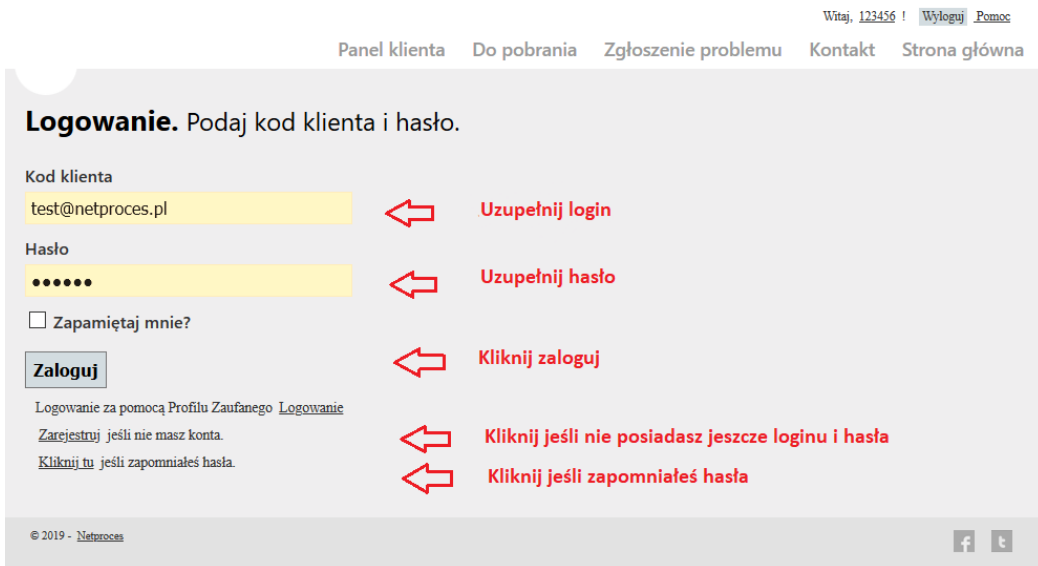 Witaj, 123456 ! Wyloguj Pomoc
Panel klienta Do pobrania Zgłoszenie problemu Kontakt Strona główna
Logowanie. Podaj kod klienta i hasło.
Kod klienta
test@netproces.pl
Uzupełnij login
Hasło
••••••
Uzupełnij hasło
Zapamiętaj mnie?
Zaloguj
Kliknij zaloguj
Logowanie za pomocą Profilu Zaufanego Logowanie
Zarejestruj jeśli nie masz konta.
Kliknij jeśli nie posiadasz jeszcze loginu i hasła
Kliknij tu jeśli zapomniałeś hasła.
Kliknij jeśli zapomniałeś hasła
© 2019 - Netproces
f t